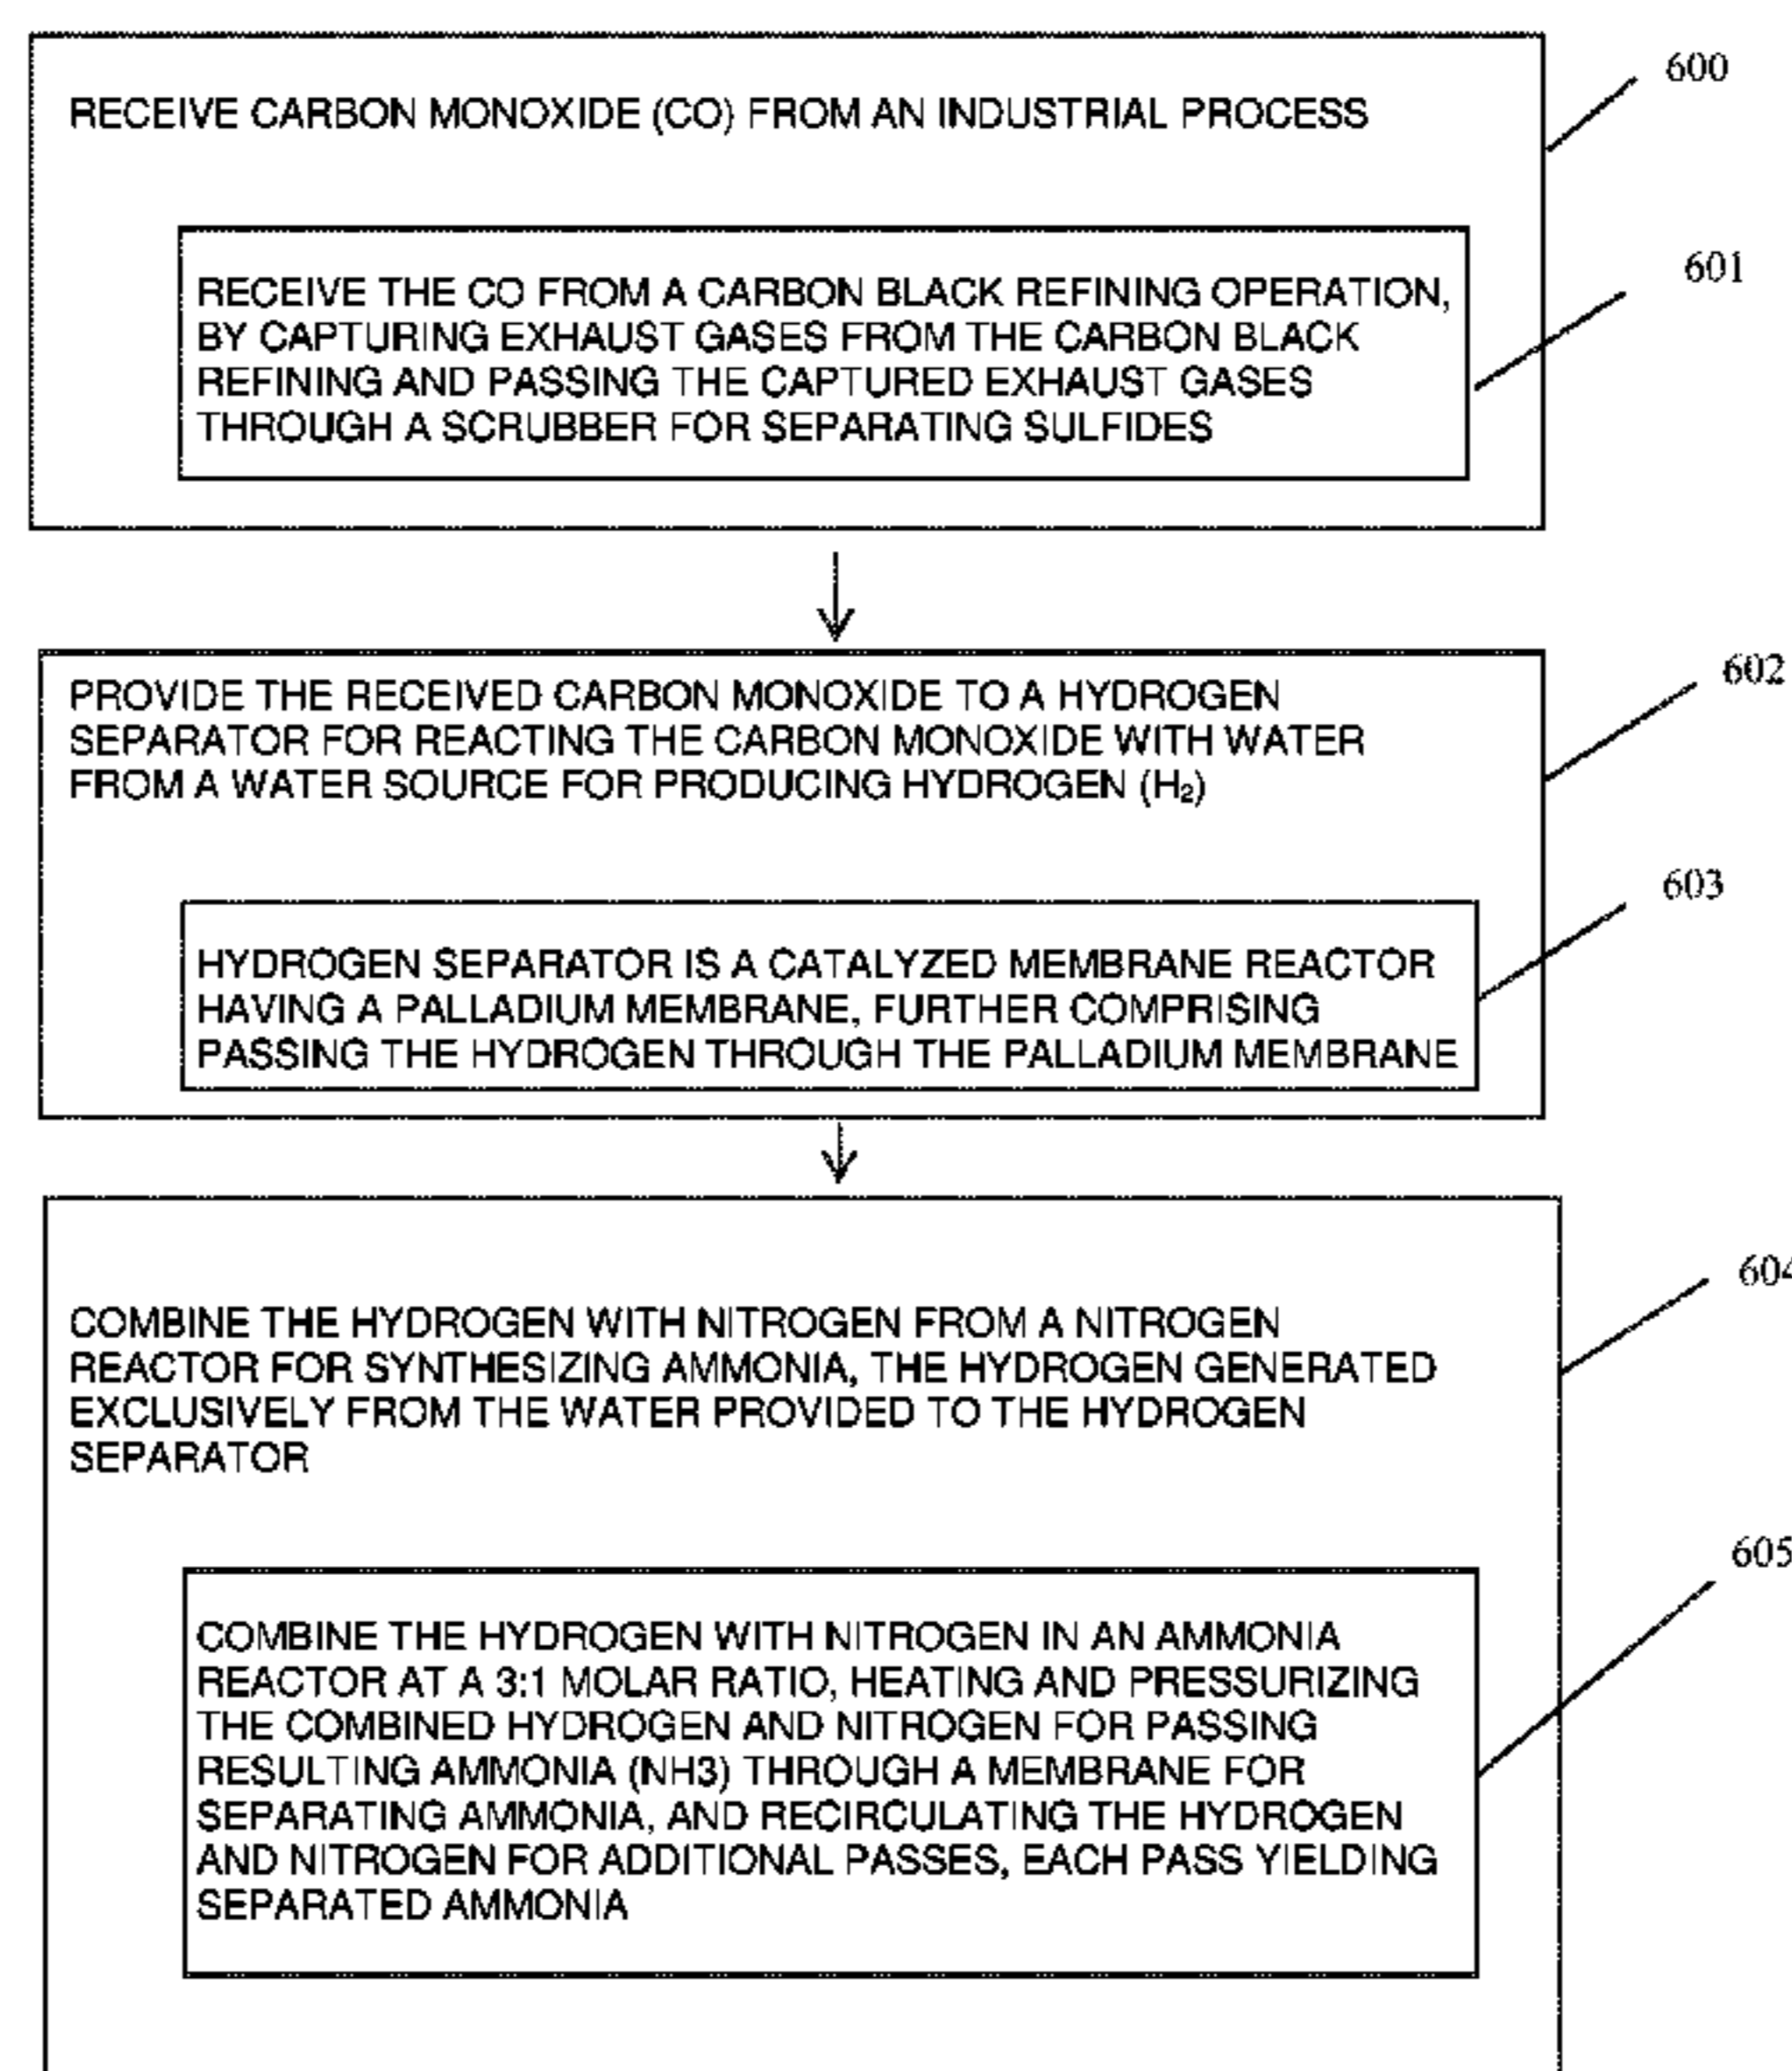 600
RECEIVE CARBON MONOXIDE (CO) FROM AN INDUSTRIAL PROCESS
601
RECEIVE THE CO FROM A CARBON BLACK REFINING OPERATION,
BY CAPTURING EXHAUST GASES FROM THE CARBON BLACK
REFINING AND PASSING THE CAPTURED EXHAUST GASES
THROUGH A SCRUBBER FOR SEPARATING SULFIDES
602
PROVIDE THE RECEIVED CARBON MONOXIDE TO A HYDROGEN
SEPARATOR FOR REACTING THE CARBON MONOXIDE WITH WATER
FROM A WATER SOURCE FOR PRODUCING HYDROGEN (H₂)
603
HYDROGEN SEPARATOR IS A CATALYZED MEMBRANE REACTOR
HAVING A PALLADIUM MEMBRANE, FURTHER COMPRISING
PASSING THE HYDROGEN THROUGH THE PALLADIUM MEMBRANE
604
COMBINE THE HYDROGEN WITH NITROGEN FROM A NITROGEN
REACTOR FOR SYNTHESIZING AMMONIA, THE HYDROGEN GENERATED
EXCLUSIVELY FROM THE WATER PROVIDED TO THE HYDROGEN
SEPARATOR
605
COMBINE THE HYDROGEN WITH NITROGEN IN AN AMMONIA
REACTOR AT A 3:1 MOLAR RATIO, HEATING AND PRESSURIZING
THE COMBINED HYDROGEN AND NITROGEN FOR PASSING
RESULTING AMMONIA (NH3) THROUGH A MEMBRANE FOR
SEPARATING AMMONIA, AND RECIRCULATING THE HYDROGEN
AND NITROGEN FOR ADDITIONAL PASSES, EACH PASS YIELDING
SEPARATED AMMONIA